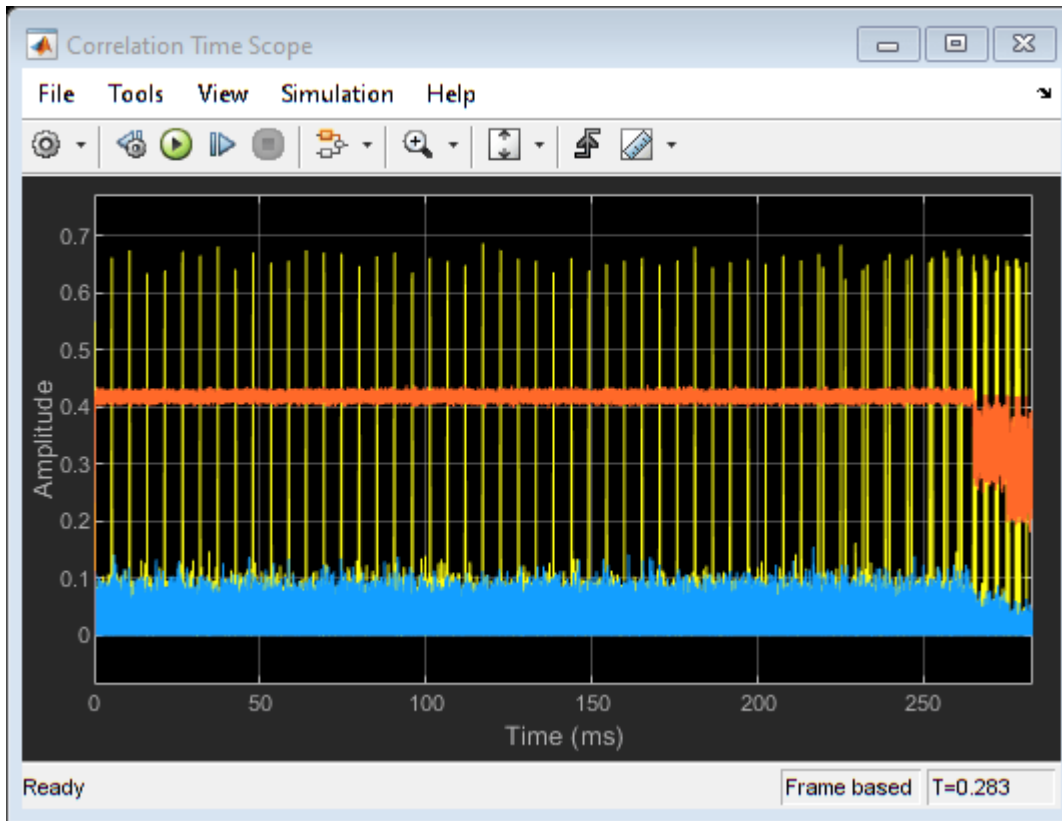 Correlation Time Scope
File Tools View Simulation Help
0.7
0.6
0.5
0.4
0.3
0.2
0.1
0
Amplitude
0 50 100 150 200 250
Time (ms)
Ready Frame based T=0.283